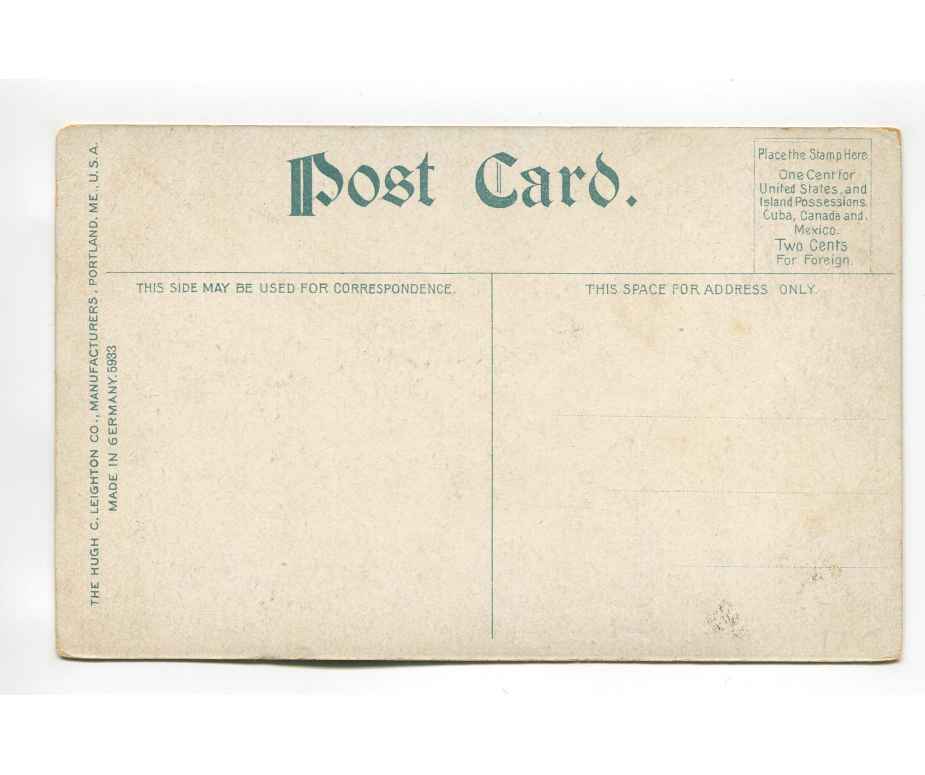 Post Card.
Place the Stamp Here
One Cent for
United States, and
Island Possessions.
Cuba, Canada and.
Mexico.
Two Cents
For Foreign.
THIS SIDE MAY BE USED FOR CORRESPONDENCE.
THIS SPACE FOR ADDRESS ONLY.
THE HUGH C. LEIGHTON CO., MANUFACTURERS, PORTLAND, ME., U.S.A.
MADE IN GERMANY. 5933